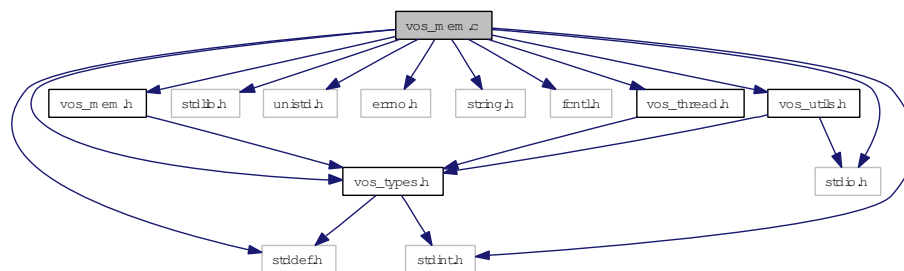 vos_mem.c
vos_mem.h
stdlib.h
unistd.h
errno.h
string.h
fcntl.h
vos_thread.h
vos_utils.h
vos_types.h
stdio.h
stddef.h
stdint.h